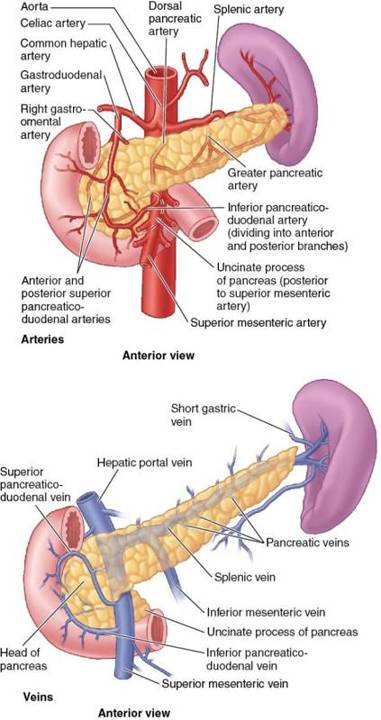 Aorta
Celiac artery
Common hepatic
artery
Gastroduodenal
artery
Right gastro-
omental
artery
Dorsal
pancreatic
artery
Splenic artery
Greater pancreatic
artery
Inferior pancreatico-
duodenal artery
(dividing into anterior
and posterior branches)
Uncinate process
of pancreas (posterior
to superior mesenteric
artery)
Superior mesenteric artery
Anterior and
posterior superior
pancreatico-
duodenal arteries
Arteries
Anterior view
Short gastric
vein
Hepatic portal vein
Superior
pancreatico-
duodenal vein
Pancreatic veins
Splenic vein
Inferior mesenteric vein
Uncinate process of pancreas
Inferior pancreatico-
duodenal vein
Superior mesenteric vein
Head of
pancreas
Veins
Anterior view